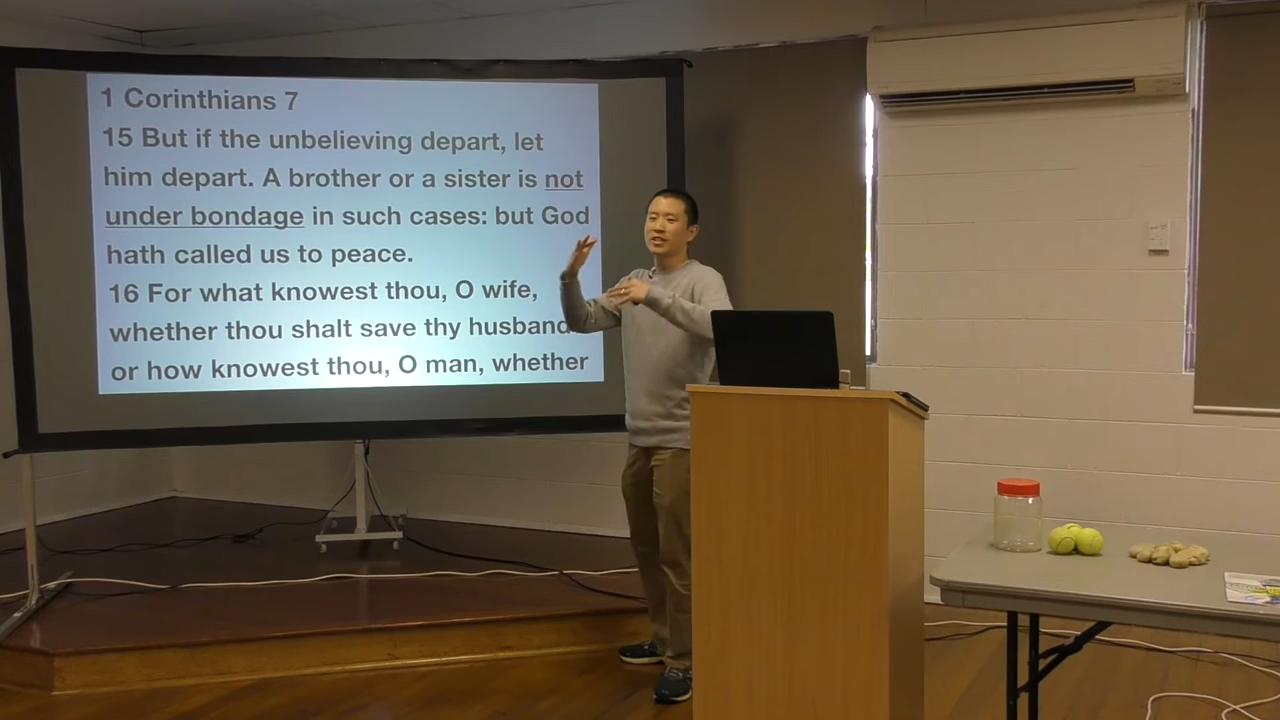 1 Corinthians 7
15 But if the unbelieving depart, let
him depart. A brother or a sister is not
under bondage in such cases: but God
hath called us to peace.
16 For what knowest thou, O wife,
whether thou shalt save thy husband
or how knowest thou, O man, whether